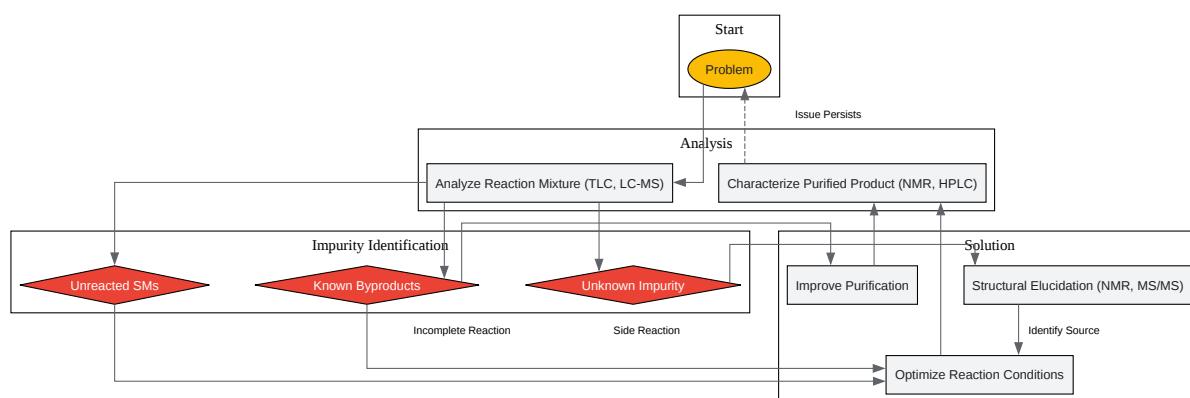 Start
Problem
Issue Persists
Analysis
Analyze Reaction Mixture (TLC, LC-MS)
Characterize Purified Product (NMR, HPLC)
Impurity Identification
Solution
Unreacted SMs
Known Byproducts
Unknown Impurity
Improve Purification
Structural Elucidation (NMR, MS/MS)
Incomplete Reaction
Side Reaction
Identify Source
Optimize Reaction Conditions